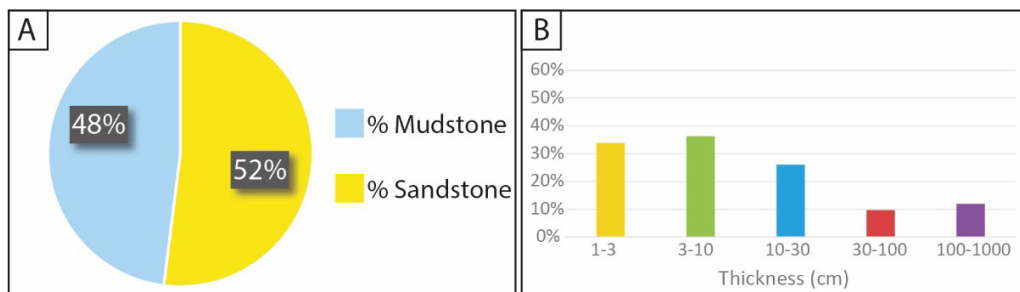 A
48%
52%
% Mudstone
% Sandstone
B
60%
50%
40%
30%
20%
10%
0%
1-3 3-10 10-30 30-100 100-1000
Thickness (cm)